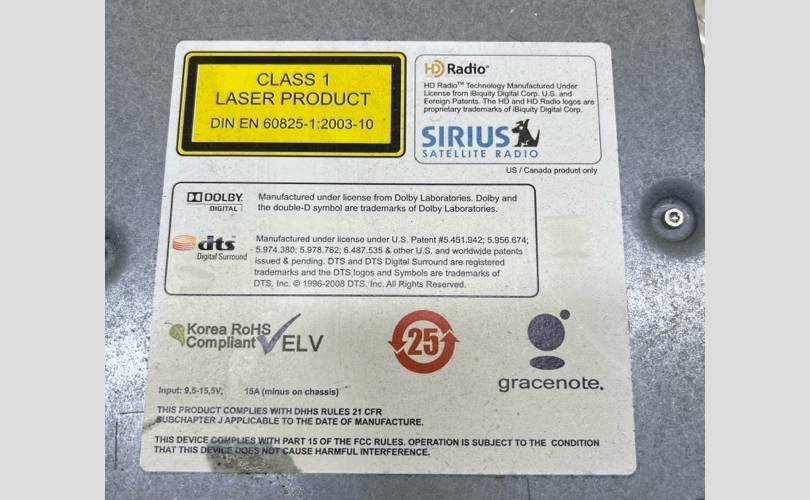 CLASS 1
LASER PRODUCT
DIN EN 60825-1:2003-10
HD Radio®
HD Radio™ Technology Manufactured Under
License from iBiquity Digital Corp. U.S. and
Foreign Patents. The HD and HD Radio logos are
proprietary trademarks of iBiquity Digital Corp.
SIRIUS
SATELLITE RADIO
US / Canada product only
DOLBY
DIGITAL
Manufactured under license from Dolby Laboratories. Dolby and
the double-D symbol are trademarks of Dolby Laboratories.
dts
Digital Surround
Manufactured under license under U.S. Patent #5.451.942; 5.956.674;
5.974.380; 5.978.762; 6.487.535 & other U.S. and worldwide patents
issued & pending. DTS and DTS Digital Surround are registered
trademarks and the DTS logos and Symbols are trademarks of
DTS, Inc. © 1996-2008 DTS, Inc. All Rights Reserved.
Korea RoHS
Compliant
ELV
25
gracenote.
Input: 9,5-15,5V; 15A (minus on chassis)
THIS PRODUCT COMPLIES WITH DHHS RULES 21 CFR
SUBCHAPTER J APPLICABLE TO THE DATE OF MANUFACTURE.
THIS DEVICE COMPLIES WITH PART 15 OF THE FCC RULES. OPERATION IS SUBJECT TO THE CONDITION
THAT THIS DEVICE DOES NOT CAUSE HARMFUL INTERFERENCE.